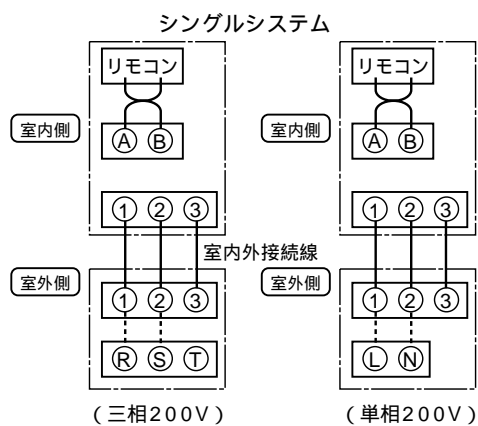 シングルシステム
リモコン リモコン
室内側 A B 室内側 A B
1 2 3 1 2 3
室内外接続線
室外側 室外側
1 2 3 1 2 3
R S T L N
(三相200V) (単相200V)